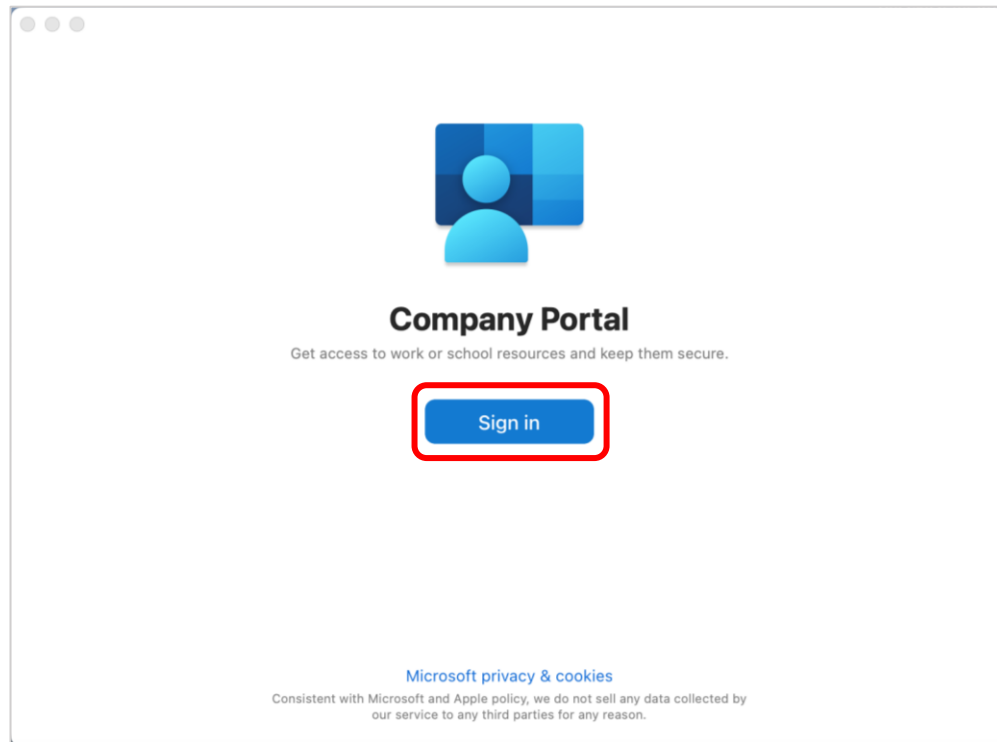 Company Portal
Get access to work or school resources and keep them secure.
Sign in
Microsoft privacy & cookies
Consistent with Microsoft and Apple policy, we do not sell any data collected by
our service to any third parties for any reason.